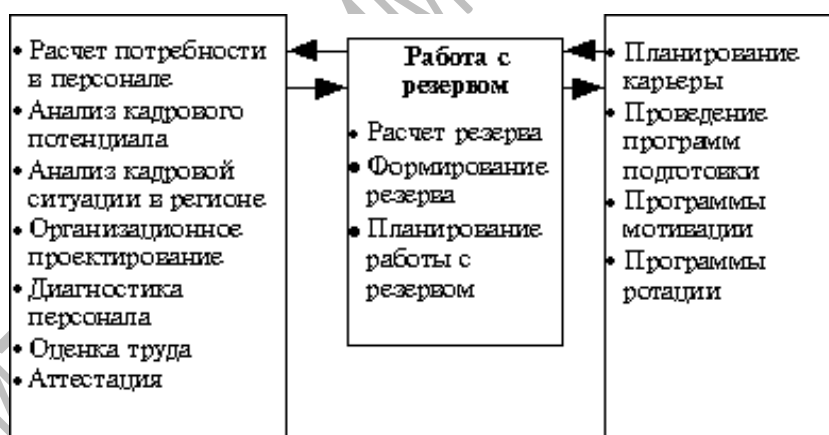 • Расчет потребности
в персонале
• Анализ кадрового
потенциала
• Анализ кадровой
ситуации в регионе
• Организационное
проектирование
• Диагностика
персонала
• Оценка труда
• Аттестация
Работа с
резервом
• Расчет резерва
• Формирование
резерва
• Планирование
работы с
резервом
• Планирование
карьеры
• Проведение
программ
подготовки
• Программы
мотивации
• Программы
ротации